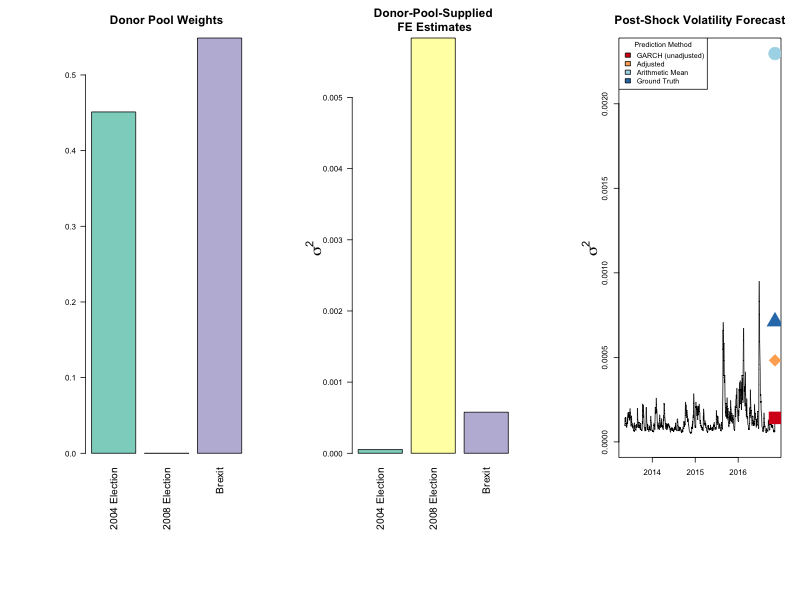 Donor Pool Weights
0.5
0.4
0.3
0.2
0.1
0.0
2004 Election
2008 Election
Brexit
Donor-Pool-Supplied
FE Estimates
σ2
0.005
0.004
0.003
0.002
0.001
0.000
2004 Election
2008 Election
Brexit
Post-Shock Volatility Forecast
Prediction Method
GARCH (unadjusted)
Adjusted
Arithmetic Mean
Ground Truth
σ2
0.0020
0.0015
0.0010
0.0005
0.0000
2014
2015
2016